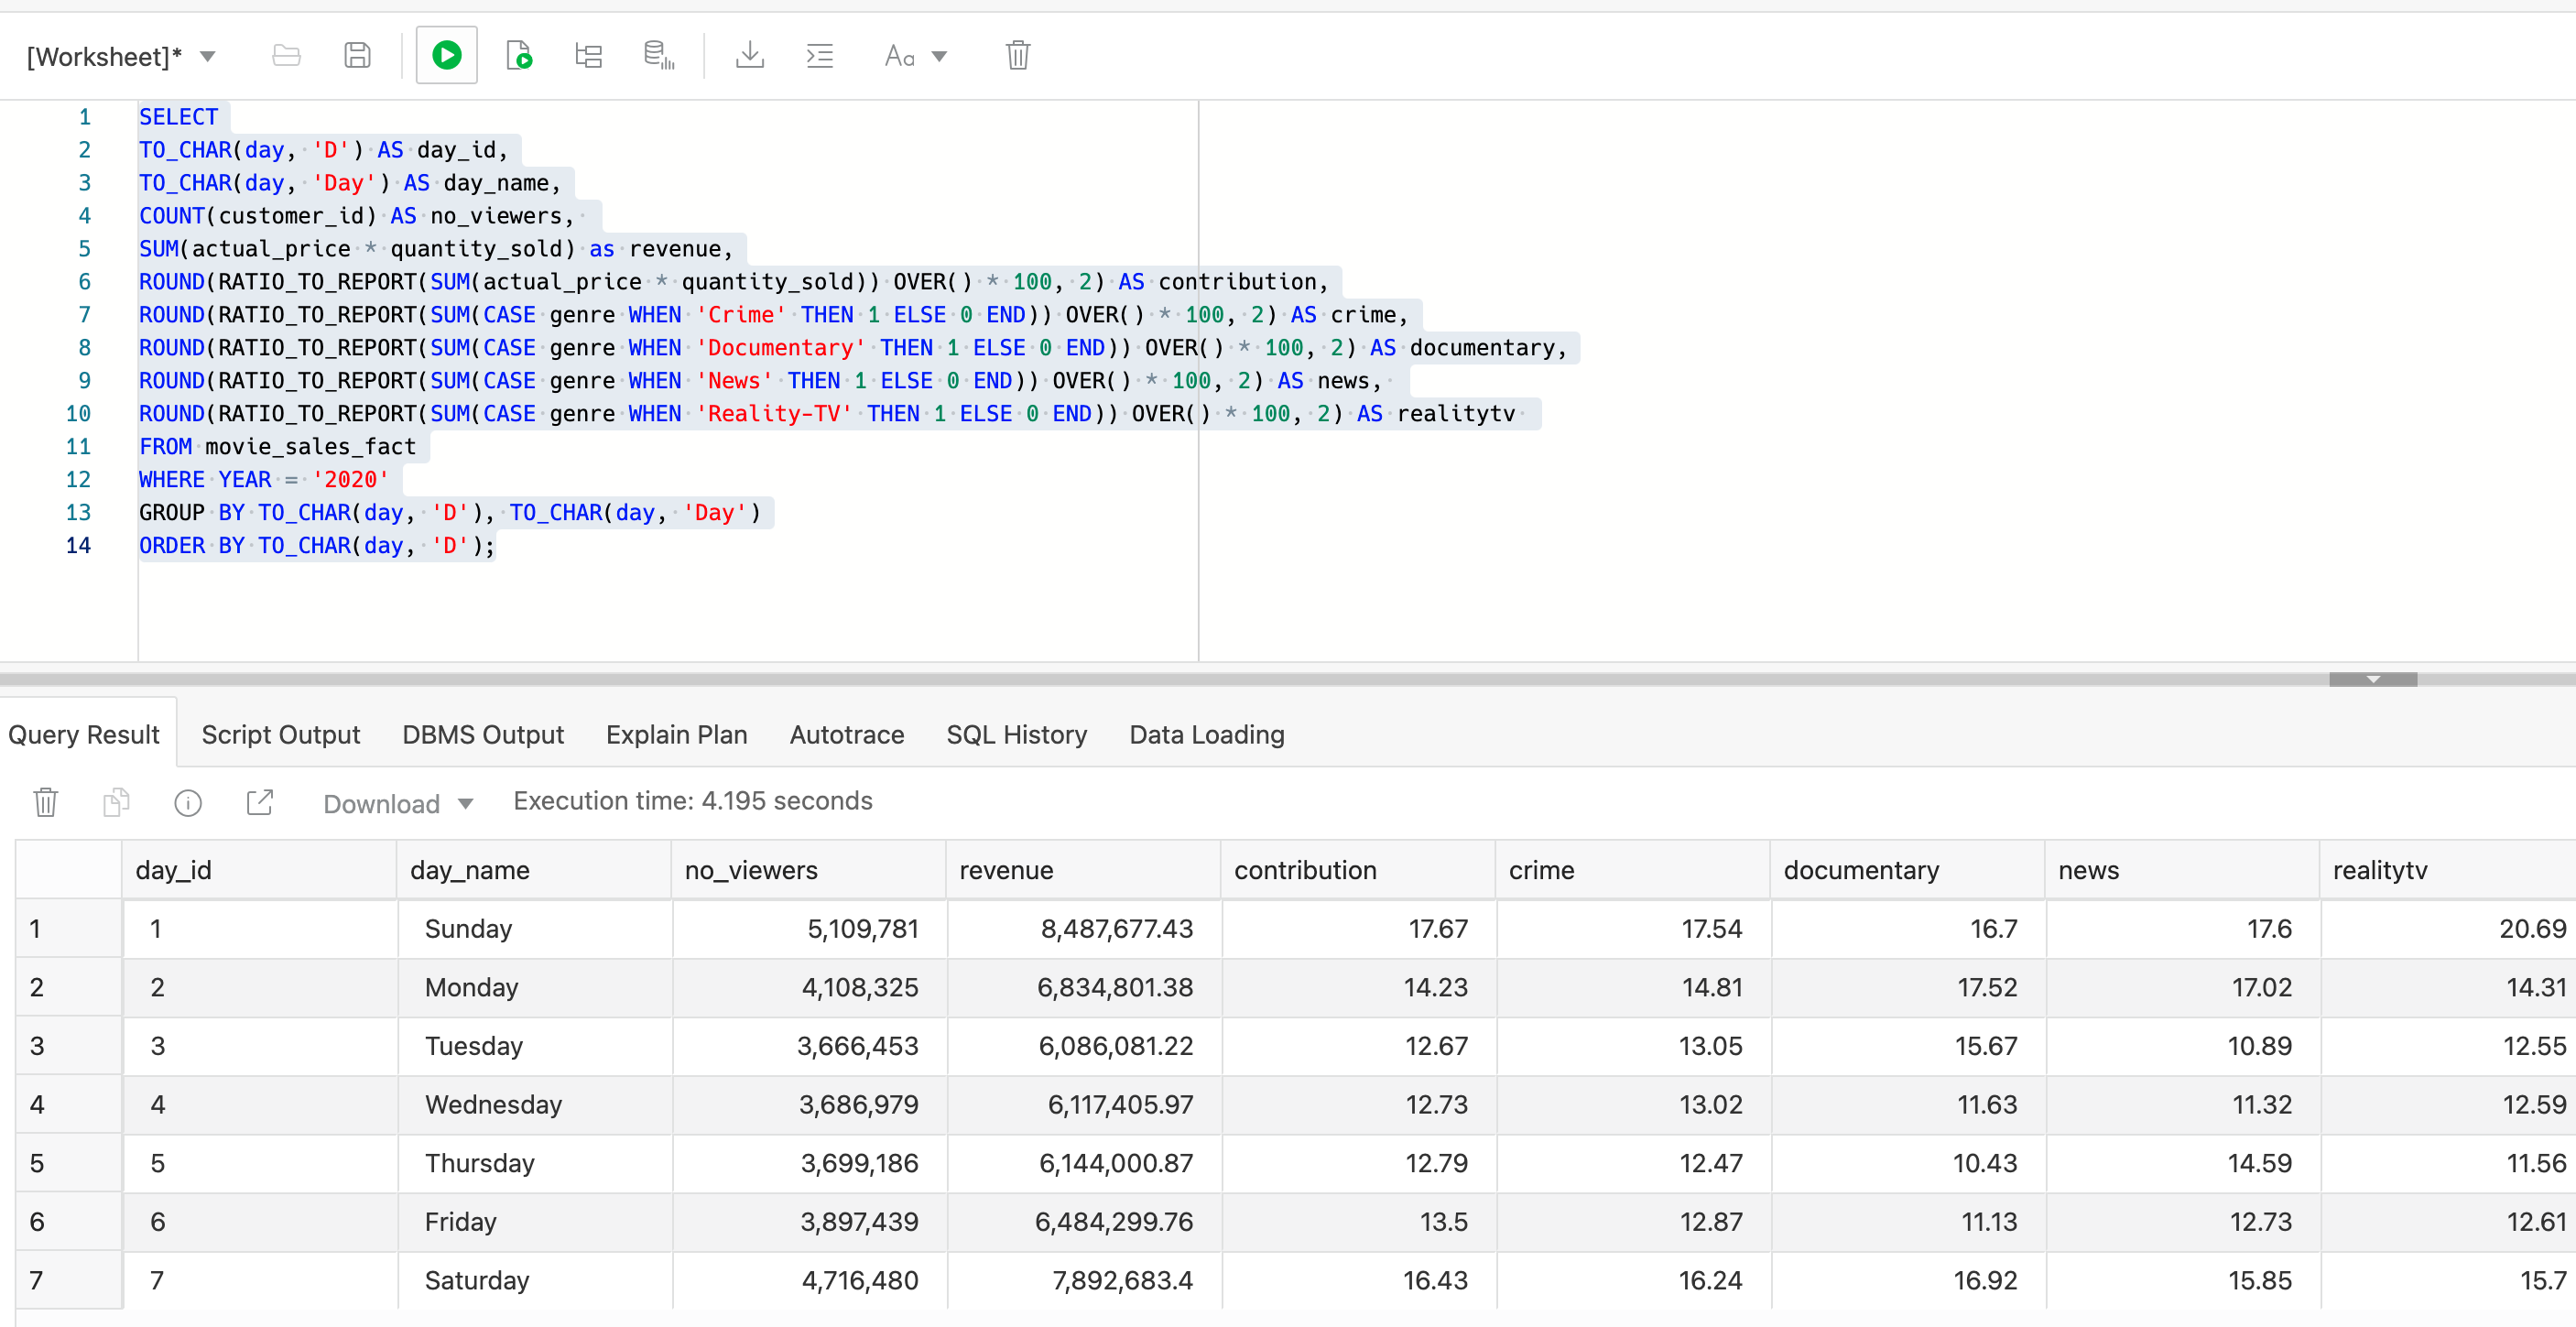 [Worksheet]*
Aa
1 SELECT
2 TO_CHAR(day, 'D') AS day_id,
3 TO_CHAR(day, 'Day') AS day_name,
4 COUNT(customer_id) AS no_viewers,
5 SUM(actual_price * quantity_sold) as revenue,
6 ROUND(RATIO_TO_REPORT(SUM(actual_price * quantity_sold)) OVER() * 100, 2) AS contribution,
7 ROUND(RATIO_TO_REPORT(SUM(CASE genre WHEN 'Crime' THEN 1 ELSE 0 END)) OVER() * 100, 2) AS crime,
8 ROUND(RATIO_TO_REPORT(SUM(CASE genre WHEN 'Documentary' THEN 1 ELSE 0 END)) OVER() * 100, 2) AS documentary,
9 ROUND(RATIO_TO_REPORT(SUM(CASE genre WHEN 'News' THEN 1 ELSE 0 END)) OVER() * 100, 2) AS news,
10 ROUND(RATIO_TO_REPORT(SUM(CASE genre WHEN 'Reality-TV' THEN 1 ELSE 0 END)) OVER() * 100, 2) AS realitytv
11 FROM movie_sales_fact
12 WHERE YEAR = '2020'
13 GROUP BY TO_CHAR(day, 'D'), TO_CHAR(day, 'Day')
14 ORDER BY TO_CHAR(day, 'D');
Query Result Script Output DBMS Output Explain Plan Autotrace SQL History Data Loading
Download Execution time: 4.195 seconds
day_id day_name no_viewers revenue contribution crime documentary news realitytv
1 1 Sunday 5,109,781 8,487,677.43 17.67 17.54 16.7 17.6 20.69
2 2 Monday 4,108,325 6,834,801.38 14.23 14.81 17.52 17.02 14.31
3 3 Tuesday 3,666,453 6,086,081.22 12.67 13.05 15.67 10.89 12.55
4 4 Wednesday 3,686,979 6,117,405.97 12.73 13.02 11.63 11.32 12.59
5 5 Thursday 3,699,186 6,144,000.87 12.79 12.47 10.43 14.59 11.56
6 6 Friday 3,897,439 6,484,299.76 13.5 12.87 11.13 12.73 12.61
7 7 Saturday 4,716,480 7,892,683.4 16.43 16.24 16.92 15.85 15.7